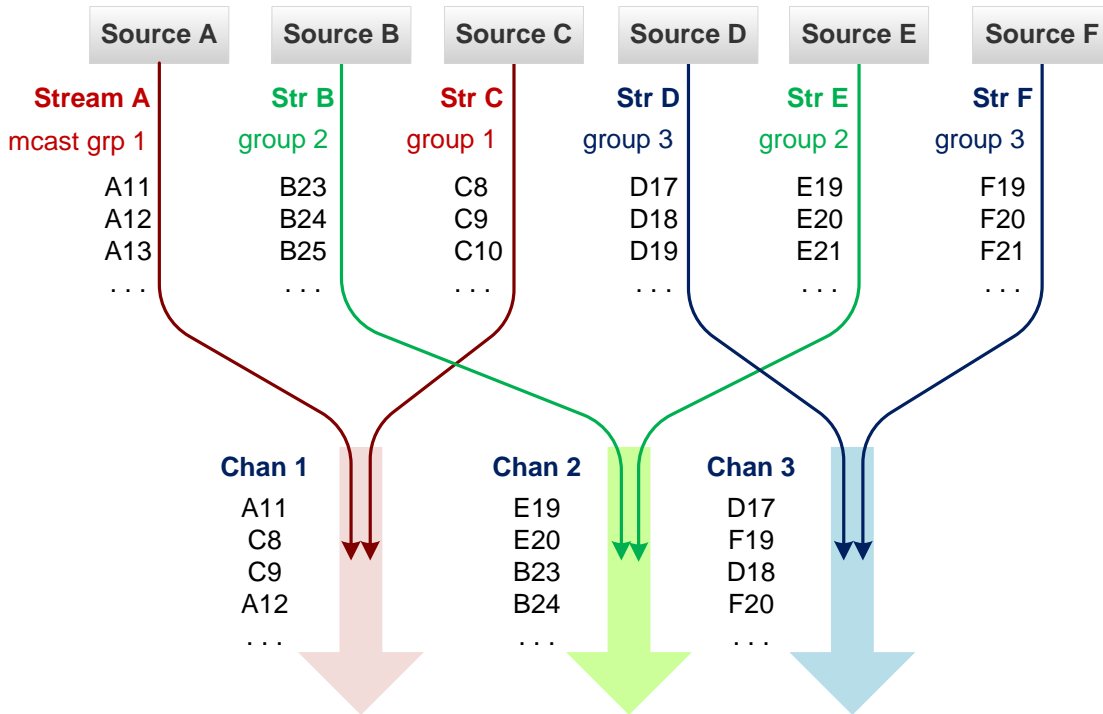 Source A
Source B
Source C
Source D
Source E
Source F
Stream A
mcast grp 1
A11
A12
A13
. . .
Str B
group 2
B23
B24
B25
. . .
Str C
group 1
C8
C9
C10
. . .
Str D
group 3
D17
D18
D19
. . .
Str E
group 2
E19
E20
E21
. . .
Str F
group 3
F19
F20
F21
. . .
Chan 1
A11
C8
C9
A12
. . .
Chan 2
E19
E20
B23
B24
. . .
Chan 3
D17
F19
D18
F20
. . .